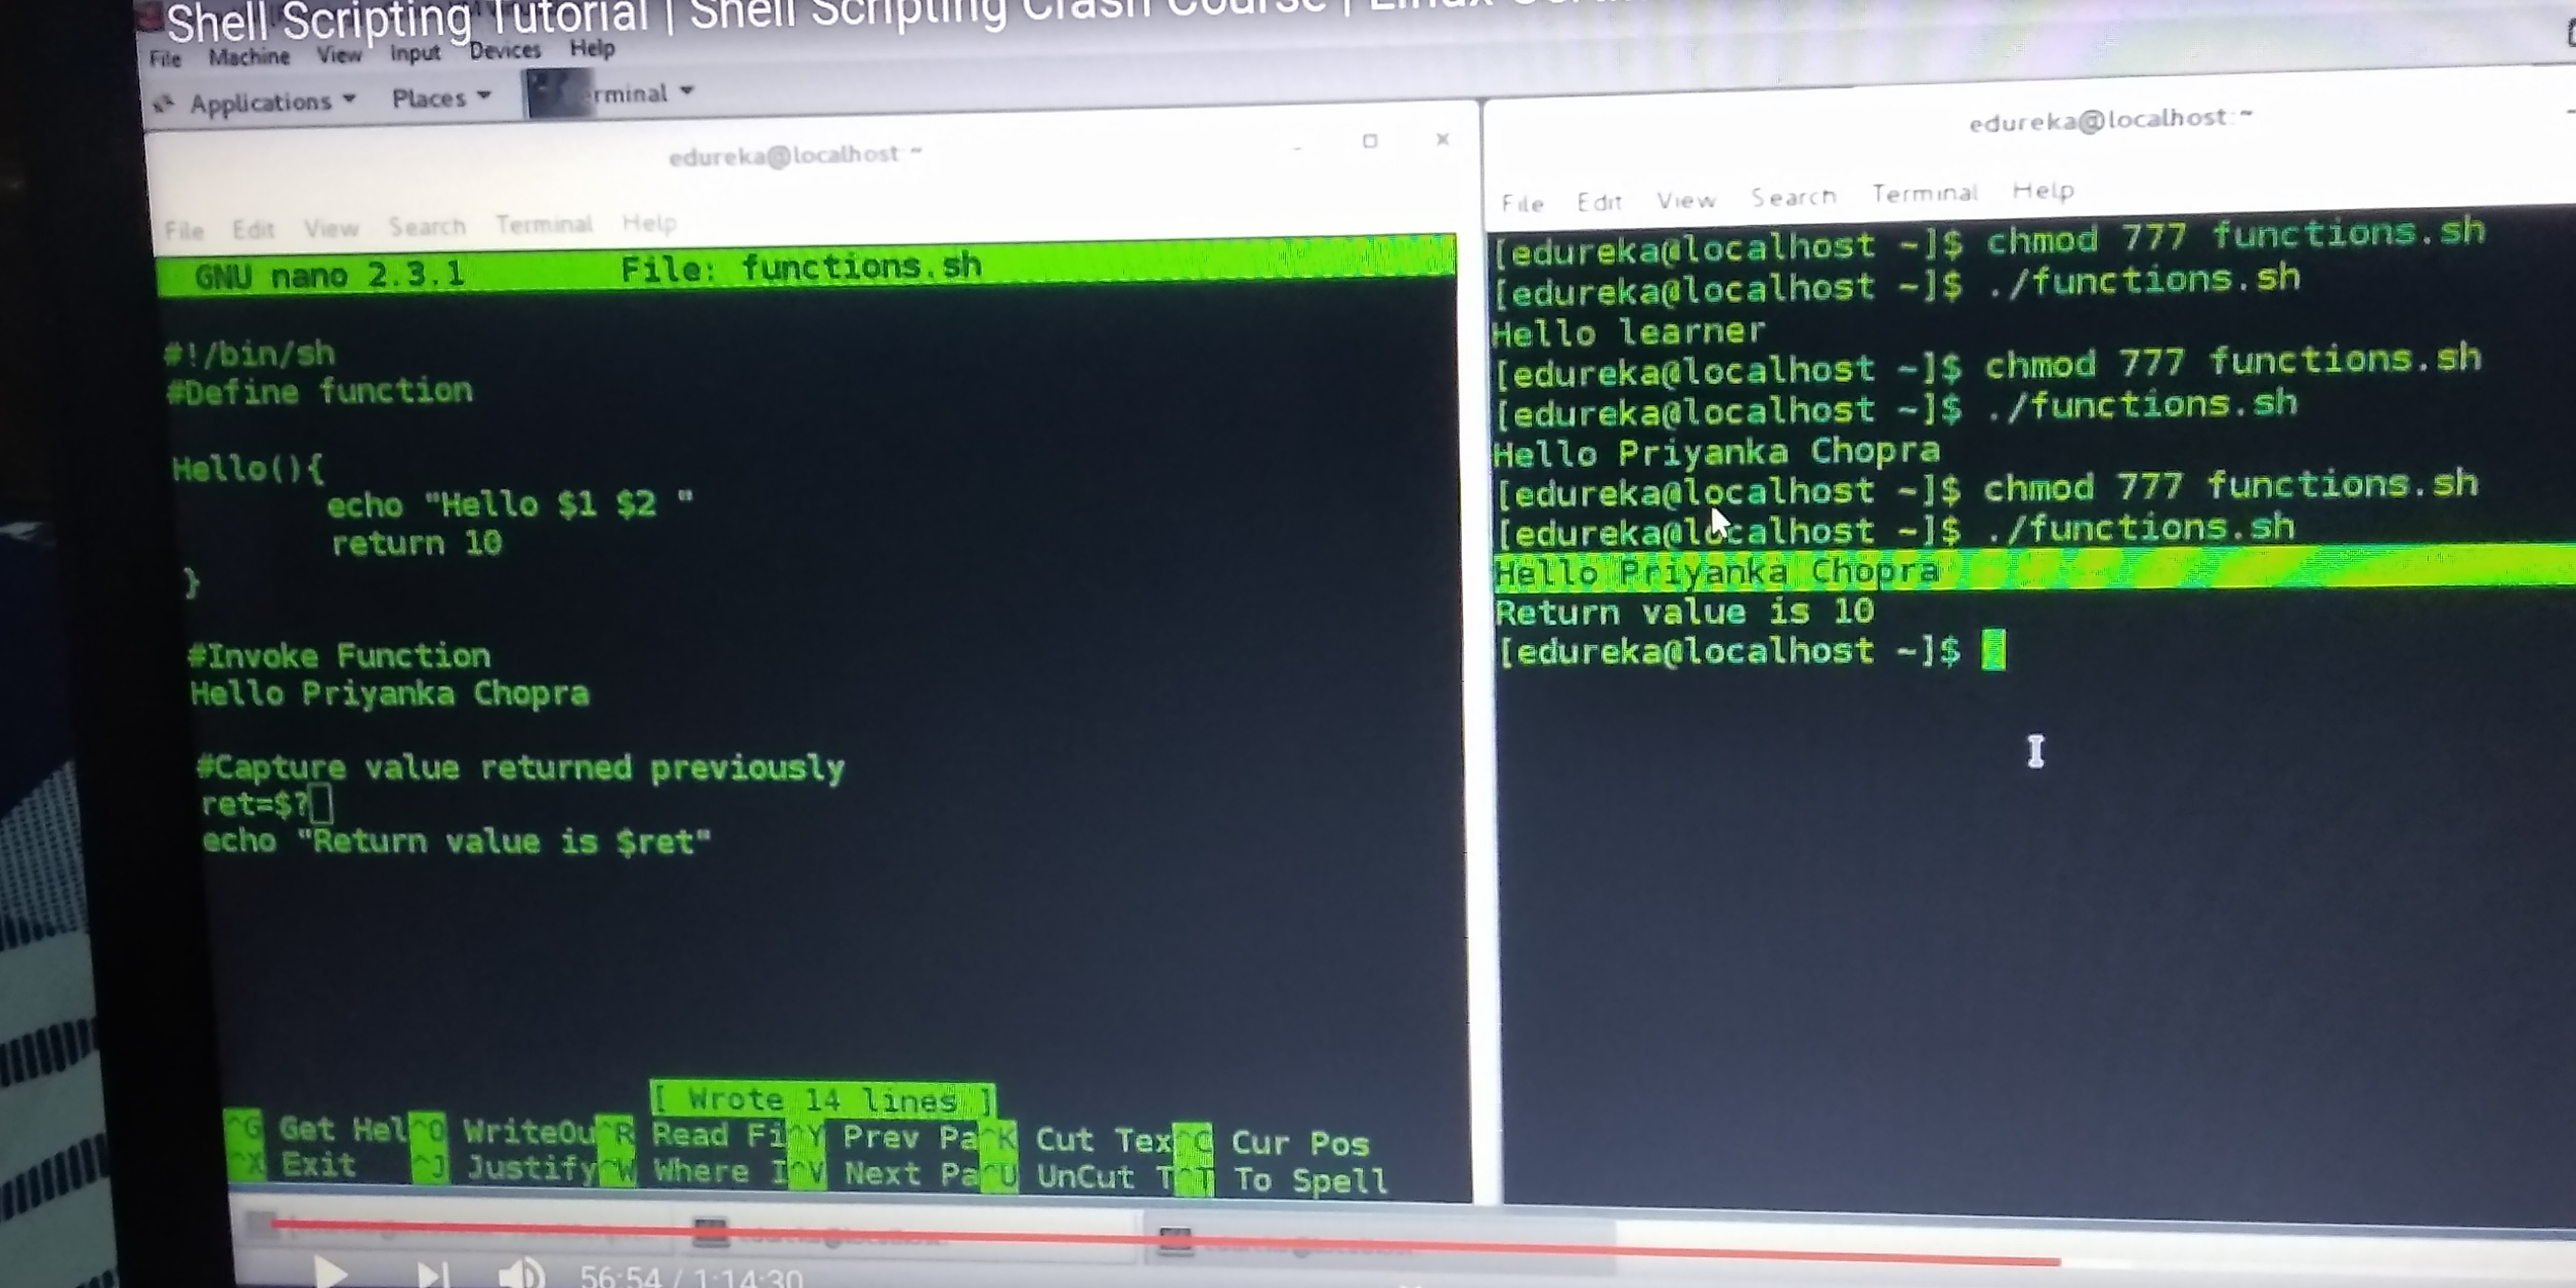 Shell Scripting Tutorial | Shell Scripting Crash Course | Linux
File Machine View Input Devices Help
Applications Places rminal
edureka@localhost:~
File Edit View Search Terminal Help
GNU nano 2.3.1 File: functions.sh
#!/bin/sh
#Define function
Hello(){
echo "Hello $1 $2 "
return 10
}
#Invoke Function
Hello Priyanka Chopra
#Capture value returned previously
ret=$?
echo "Return value is $ret"
[ Wrote 14 lines ]
^G Get Hel^O WriteOu^R Read Fi^Y Prev Pa^K Cut Tex^C Cur Pos
^X Exit ^J Justify^W Where I^V Next Pa^U UnCut T^T To Spell
edureka@localhost:~
File Edit View Search Terminal Help
[edureka@localhost ~]$ chmod 777 functions.sh
[edureka@localhost ~]$ ./functions.sh
Hello learner
[edureka@localhost ~]$ chmod 777 functions.sh
[edureka@localhost ~]$ ./functions.sh
Hello Priyanka Chopra
[edureka@localhost ~]$ chmod 777 functions.sh
[edureka@localhost ~]$ ./functions.sh
Hello Priyanka Chopra
Return value is 10
[edureka@localhost ~]$
56:54 / 1:14:30